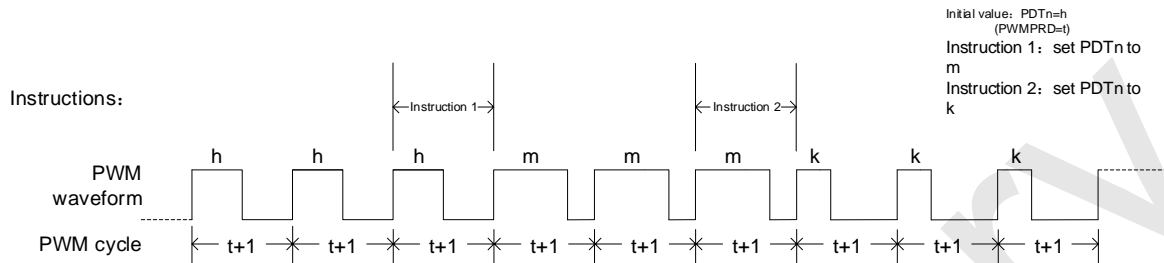 Initial value：PDTn=h
(PWMPRD=t)
Instruction 1：set PDTn to
m
Instruction 2：set PDTn to
k
Instructions：
Instruction 1
Instruction 2
h h h m m m k k k
PWM
waveform
PWM cycle
t+1 t+1 t+1 t+1 t+1 t+1 t+1 t+1 t+1